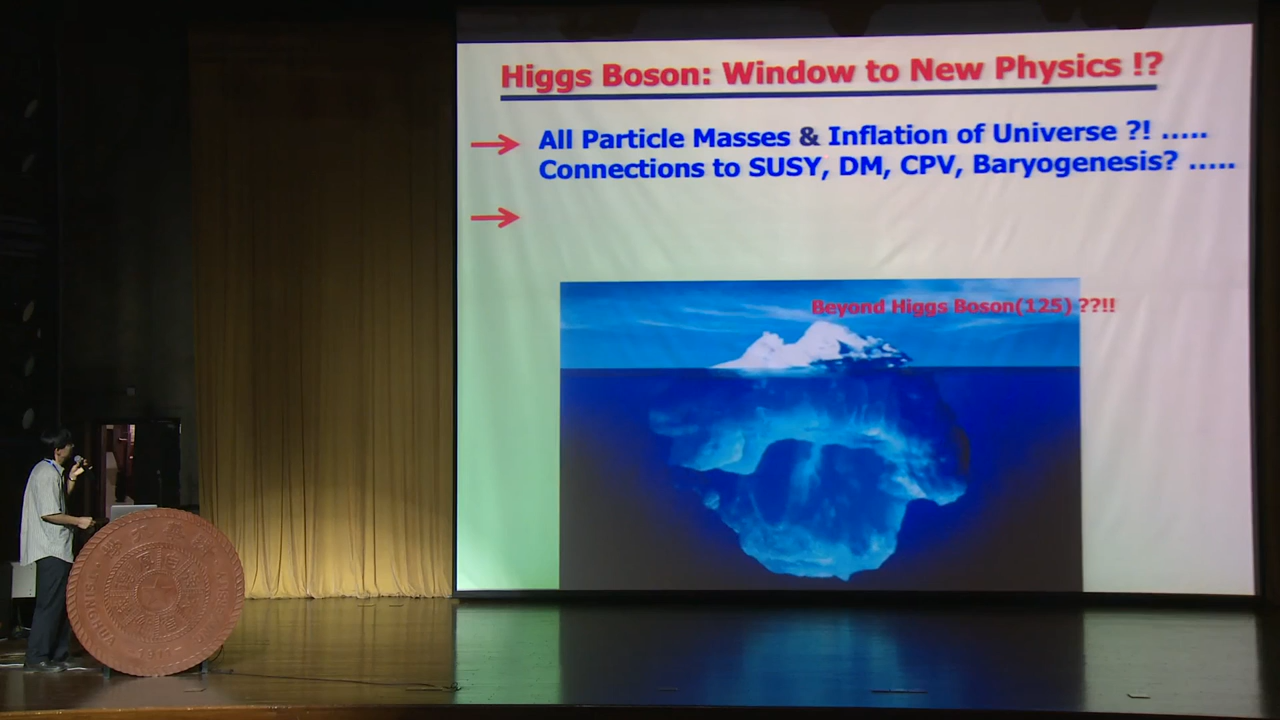 Higgs Boson: Window to New Physics !?
All Particle Masses & Inflation of Universe ?! .....
Connections to SUSY, DM, CPV, Baryogenesis? .....
Beyond Higgs Boson(125) ??!!
1911